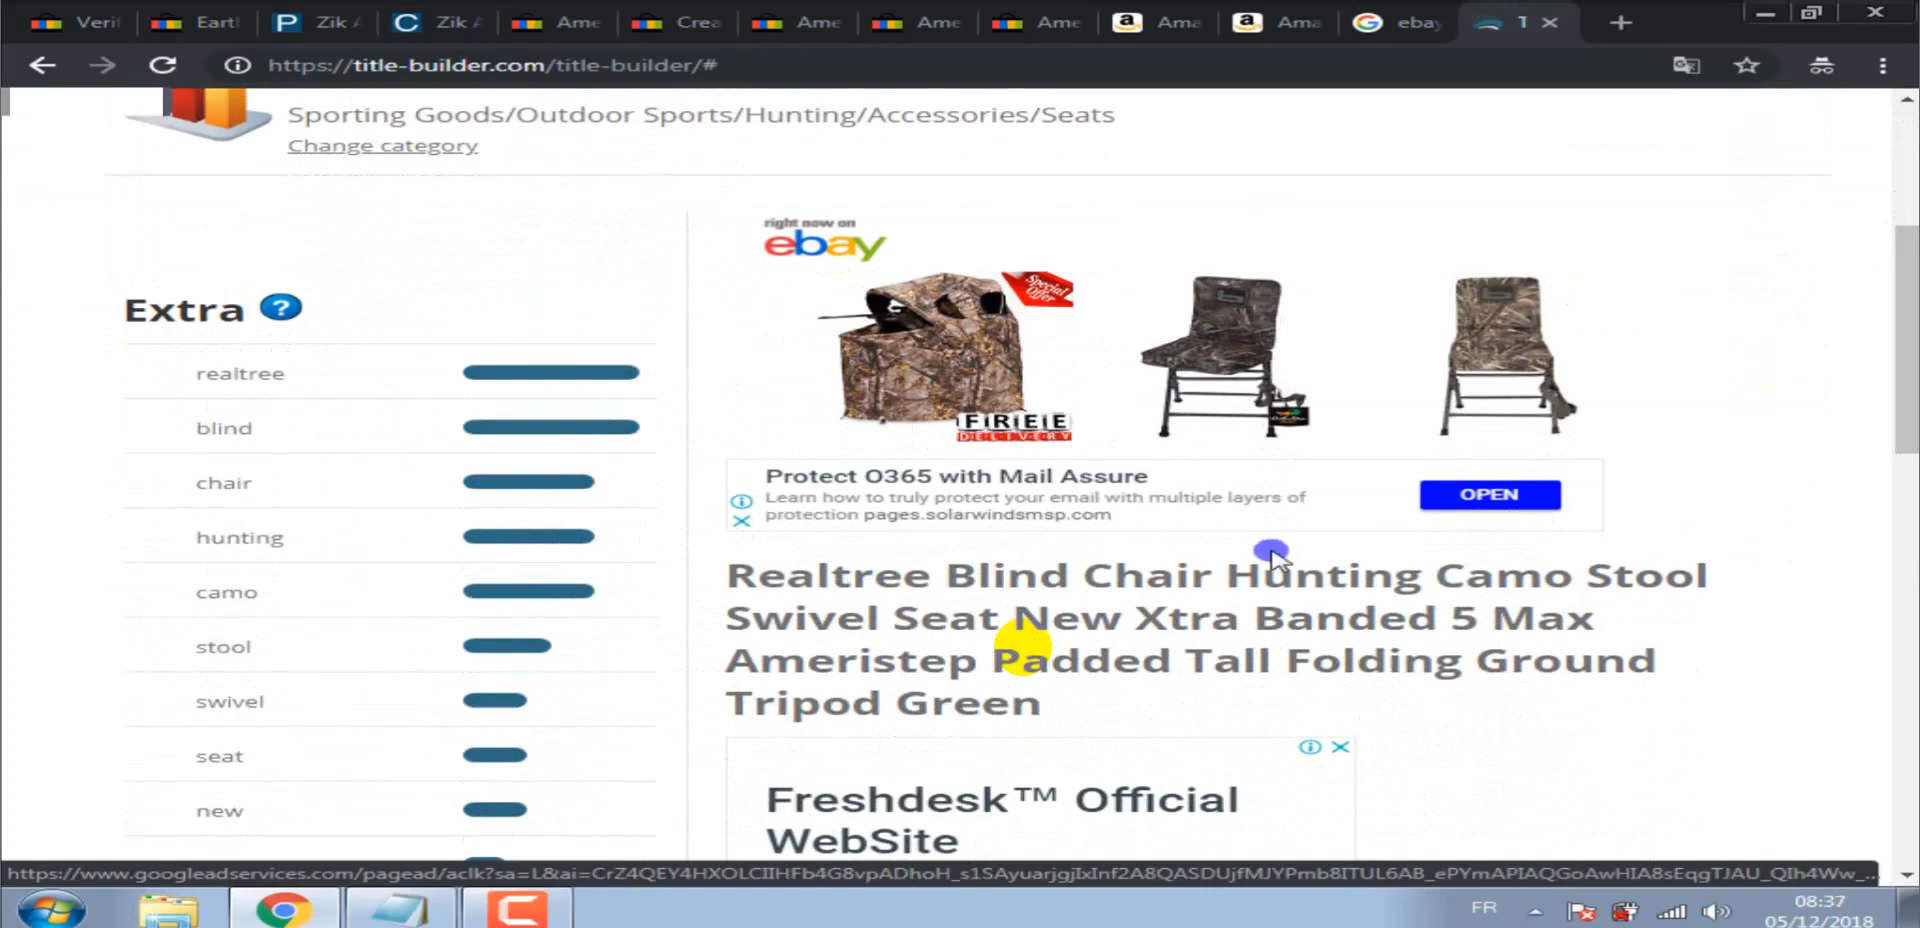 Veri
Eart
P Zik A
C Zik A
Ame
Crea
Ame
Ame
Ame
Ama
Ama
ebay
T
https://title-builder.com/title-builder/#
Sporting Goods/Outdoor Sports/Hunting/Accessories/Seats
Change category
right now on
ebay
Special Offer
FREE
DELIVERY
Extra ?
realtree
blind
chair
hunting
camo
stool
swivel
seat
new
Protect O365 with Mail Assure
Learn how to truly protect your email with multiple layers of
protection pages.solarwindsmsp.com
OPEN
Realtree Blind Chair Hunting Camo Stool
Swivel Seat New Xtra Banded 5 Max
Ameristep Padded Tall Folding Ground
Tripod Green
Freshdesk™ Official
WebSite
FR
08:37
05/12/2018